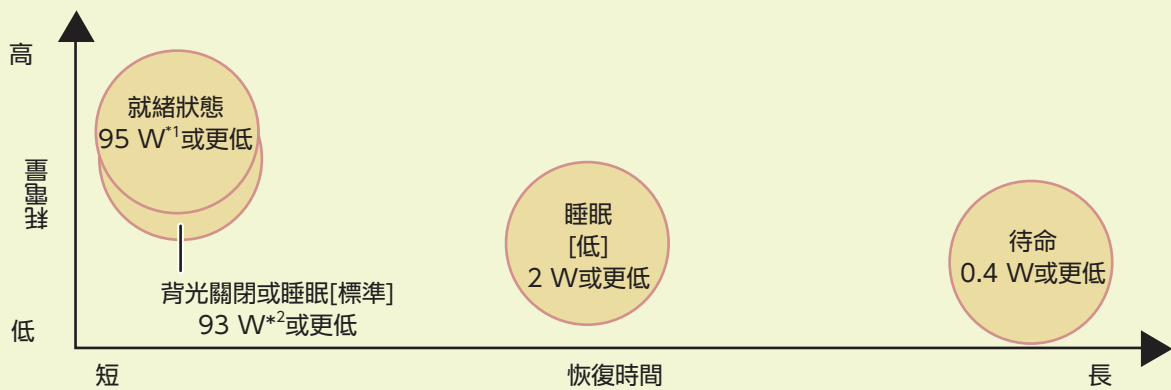 高
就緒狀態
95 W*1或更低
耗電量
睡眠
[低]
2 W或更低
待命
0.4 W或更低
背光關閉或睡眠[標準]
93 W*2或更低
低
短
恢復時間
長